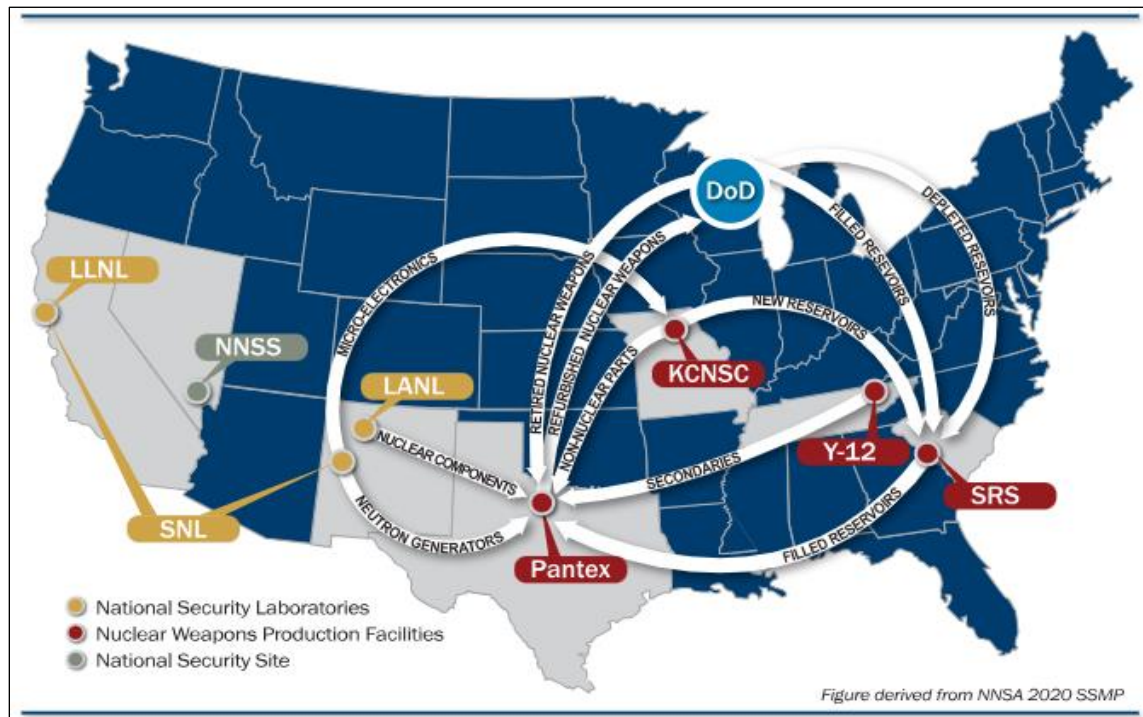 DoD
LLNL
NNSS
LANL
SNL
KCNSC
Y-12
SRS
Pantex
MICRO-ELECTRONICS
RETIRED NUCLEAR WEAPONS
REFURBISHED NUCLEAR WEAPONS
NON-NUCLEAR PARTS
NEW RESERVOIRS
FILLED RESEVOIRS
DEPLETED RESEVOIRS
NUCLEAR COMPONENTS
NEUTRON GENERATORS
SECONDARIES
FILLED RESERVOIRS
National Security Laboratories
Nuclear Weapons Production Facilities
National Security Site
Figure derived from NNSA 2020 SSMP